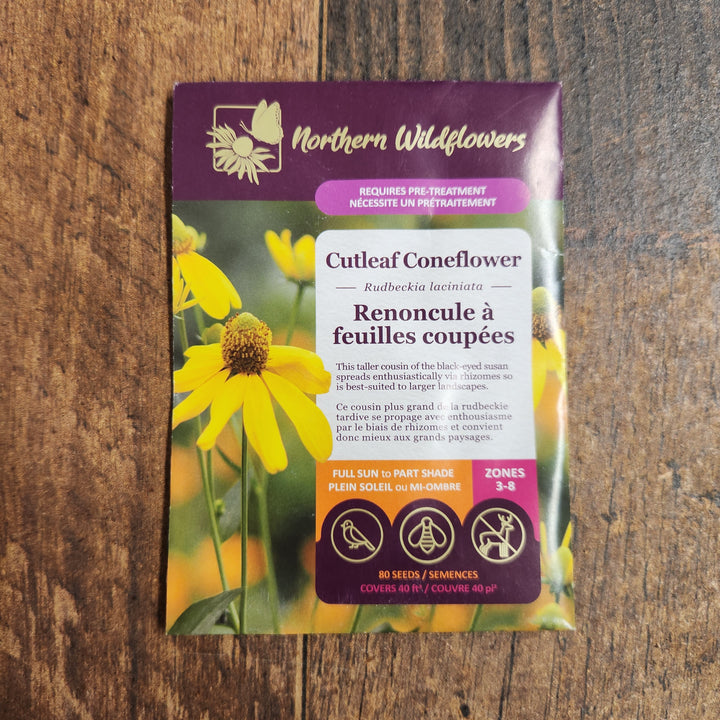 Northern Wildflowers
REQUIRES PRE-TREATMENT
NÉCESSITE UN PRÉTRAITEMENT
Cutleaf Coneflower
Rudbeckia laciniata
Renoncule à
feuilles coupées
This taller cousin of the black-eyed susan
spreads enthusiastically via rhizomes so
is best-suited to larger landscapes.
Ce cousin plus grand de la rudbeckie
tardive se propage avec enthousiasme
par le biais de rhizomes et convient
donc mieux aux grands paysages.
FULL SUN to PART SHADE
PLEIN SOLEIL ou MI-OMBRE
ZONES
3-8
80 SEEDS / SEMENCES
COVERS 40 ft² / COUVRE 40 pi²